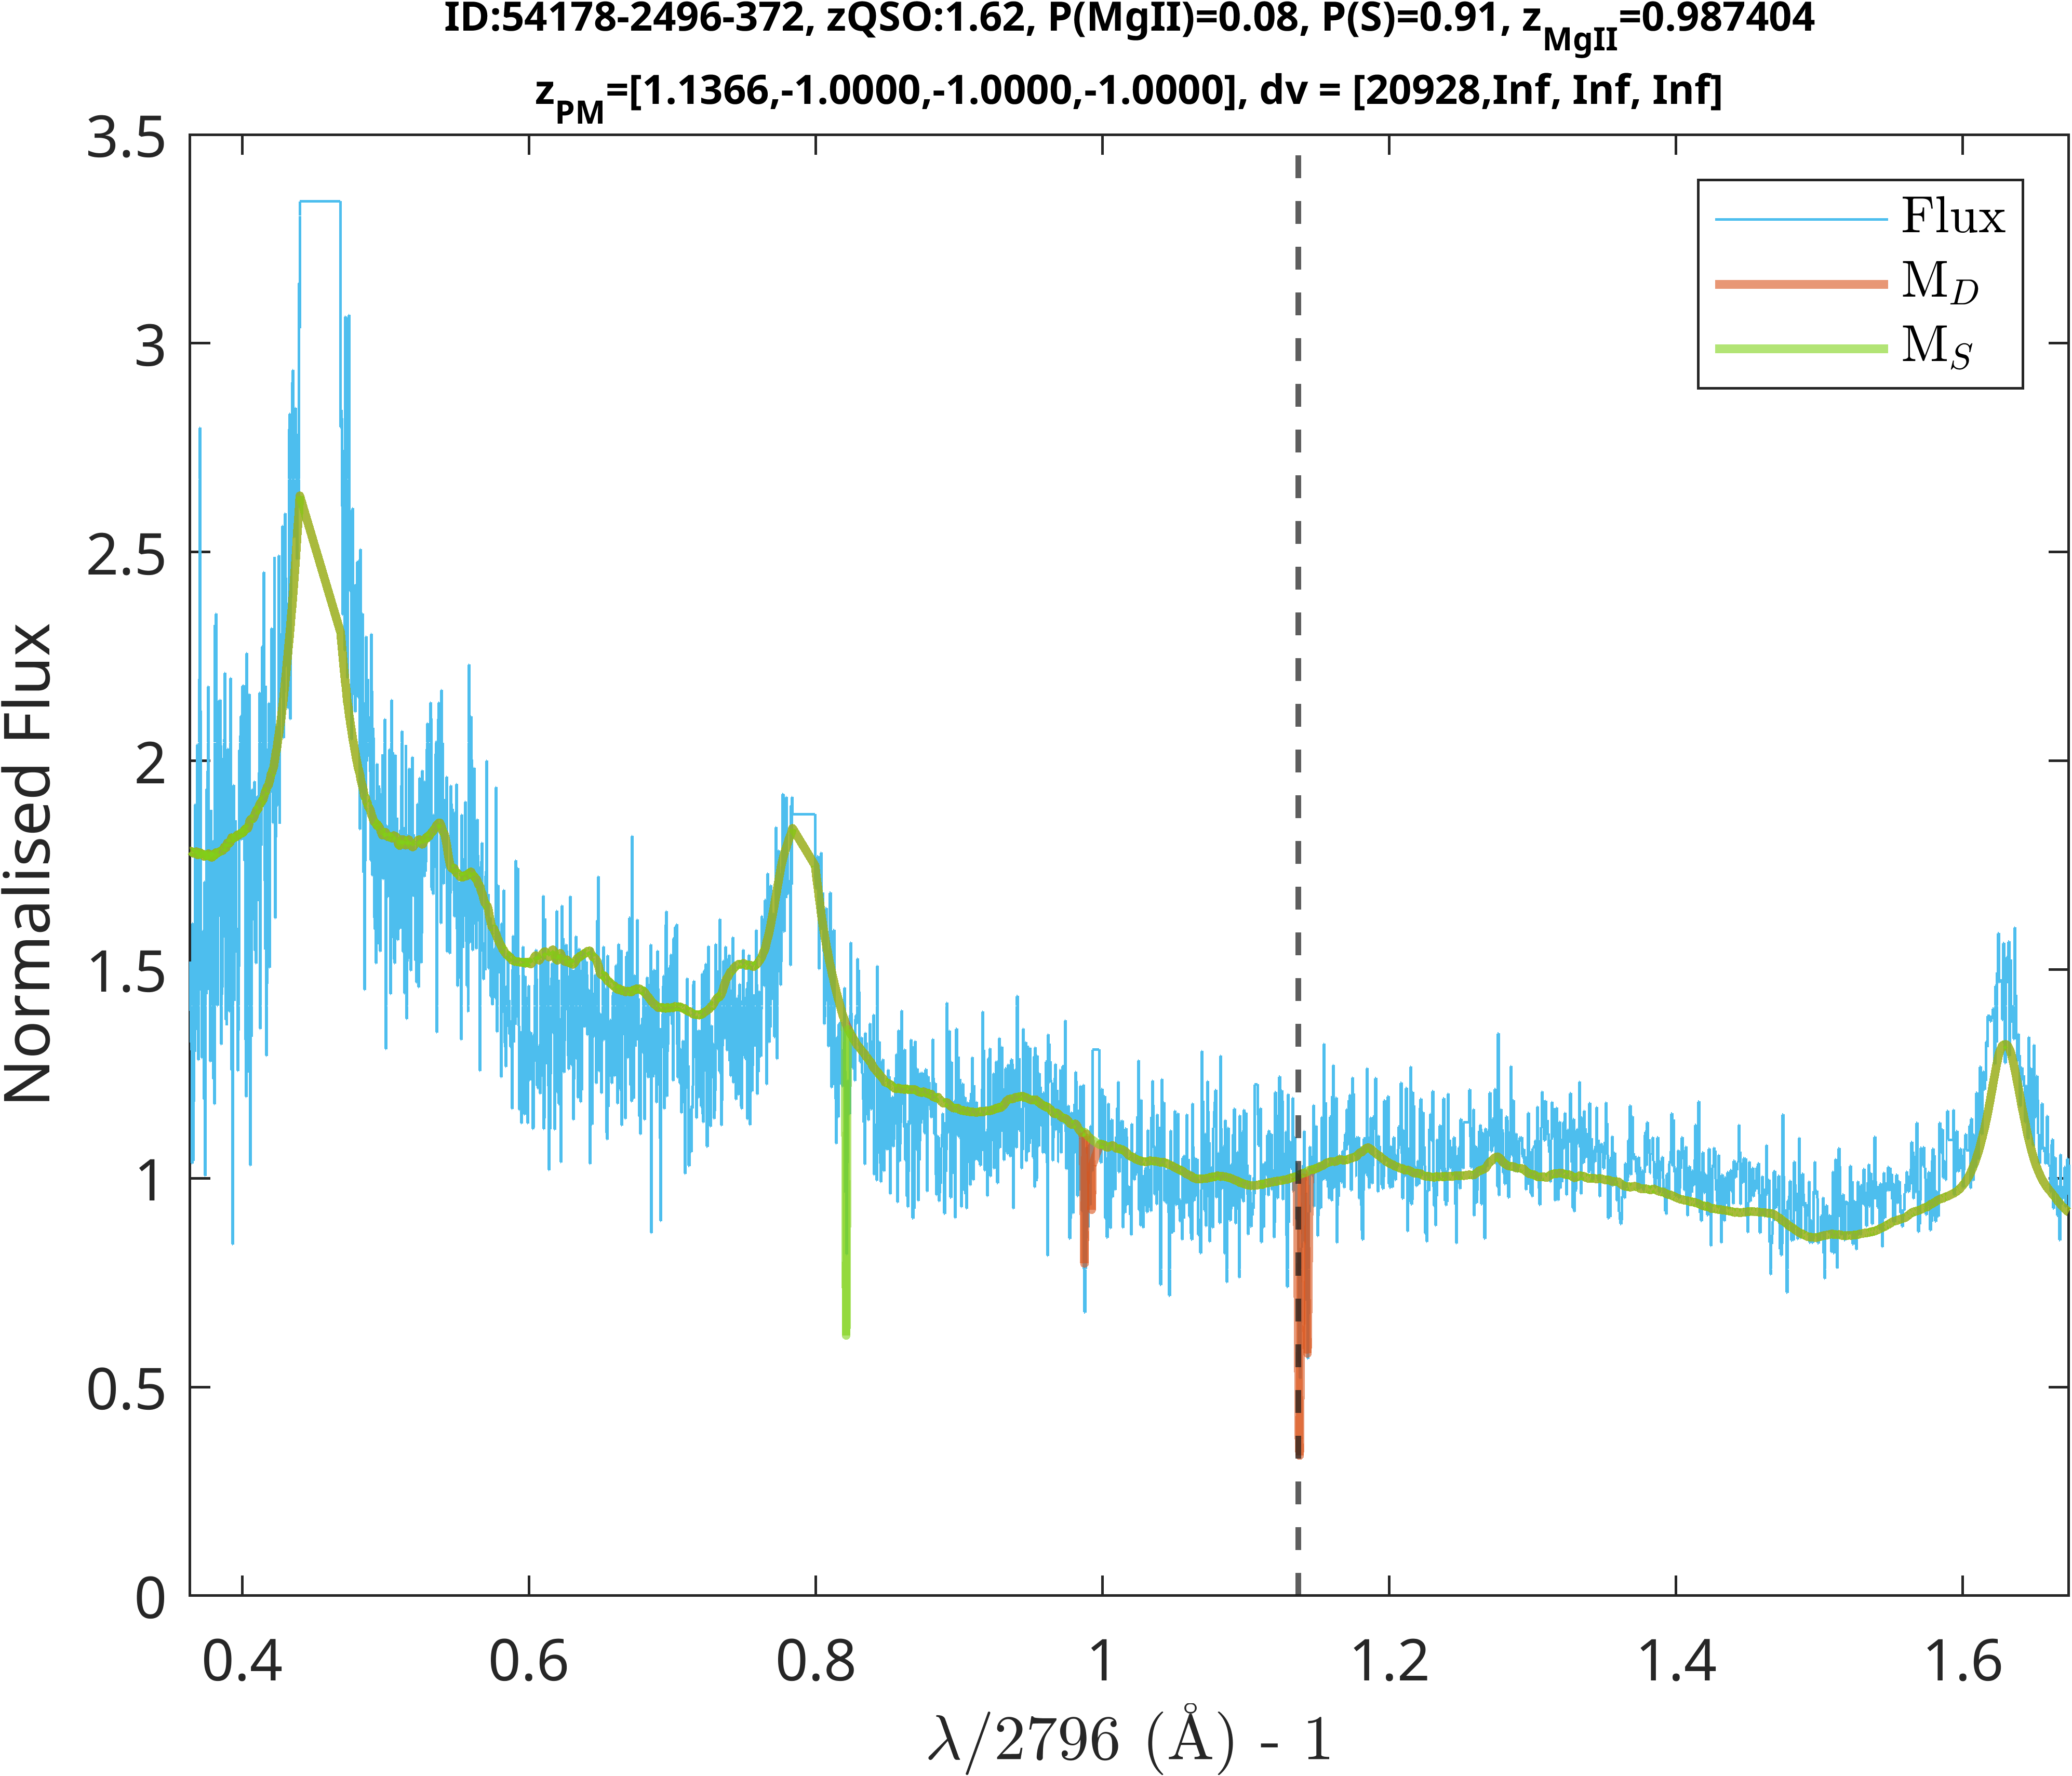 ID:54178-2496-372, zQSO:1.62, P(MgII)=0.08, P(S)=0.91, zMgII=0.987404
zPM=[1.1366,-1.0000,-1.0000,-1.0000], dv = [20928,Inf, Inf, Inf]
3.5
3
2.5
2
1.5
1
0.5
0
Normalised Flux
Flux
MD
MS
0.4 0.6 0.8 1 1.2 1.4 1.6
λ/2796 (Å) - 1